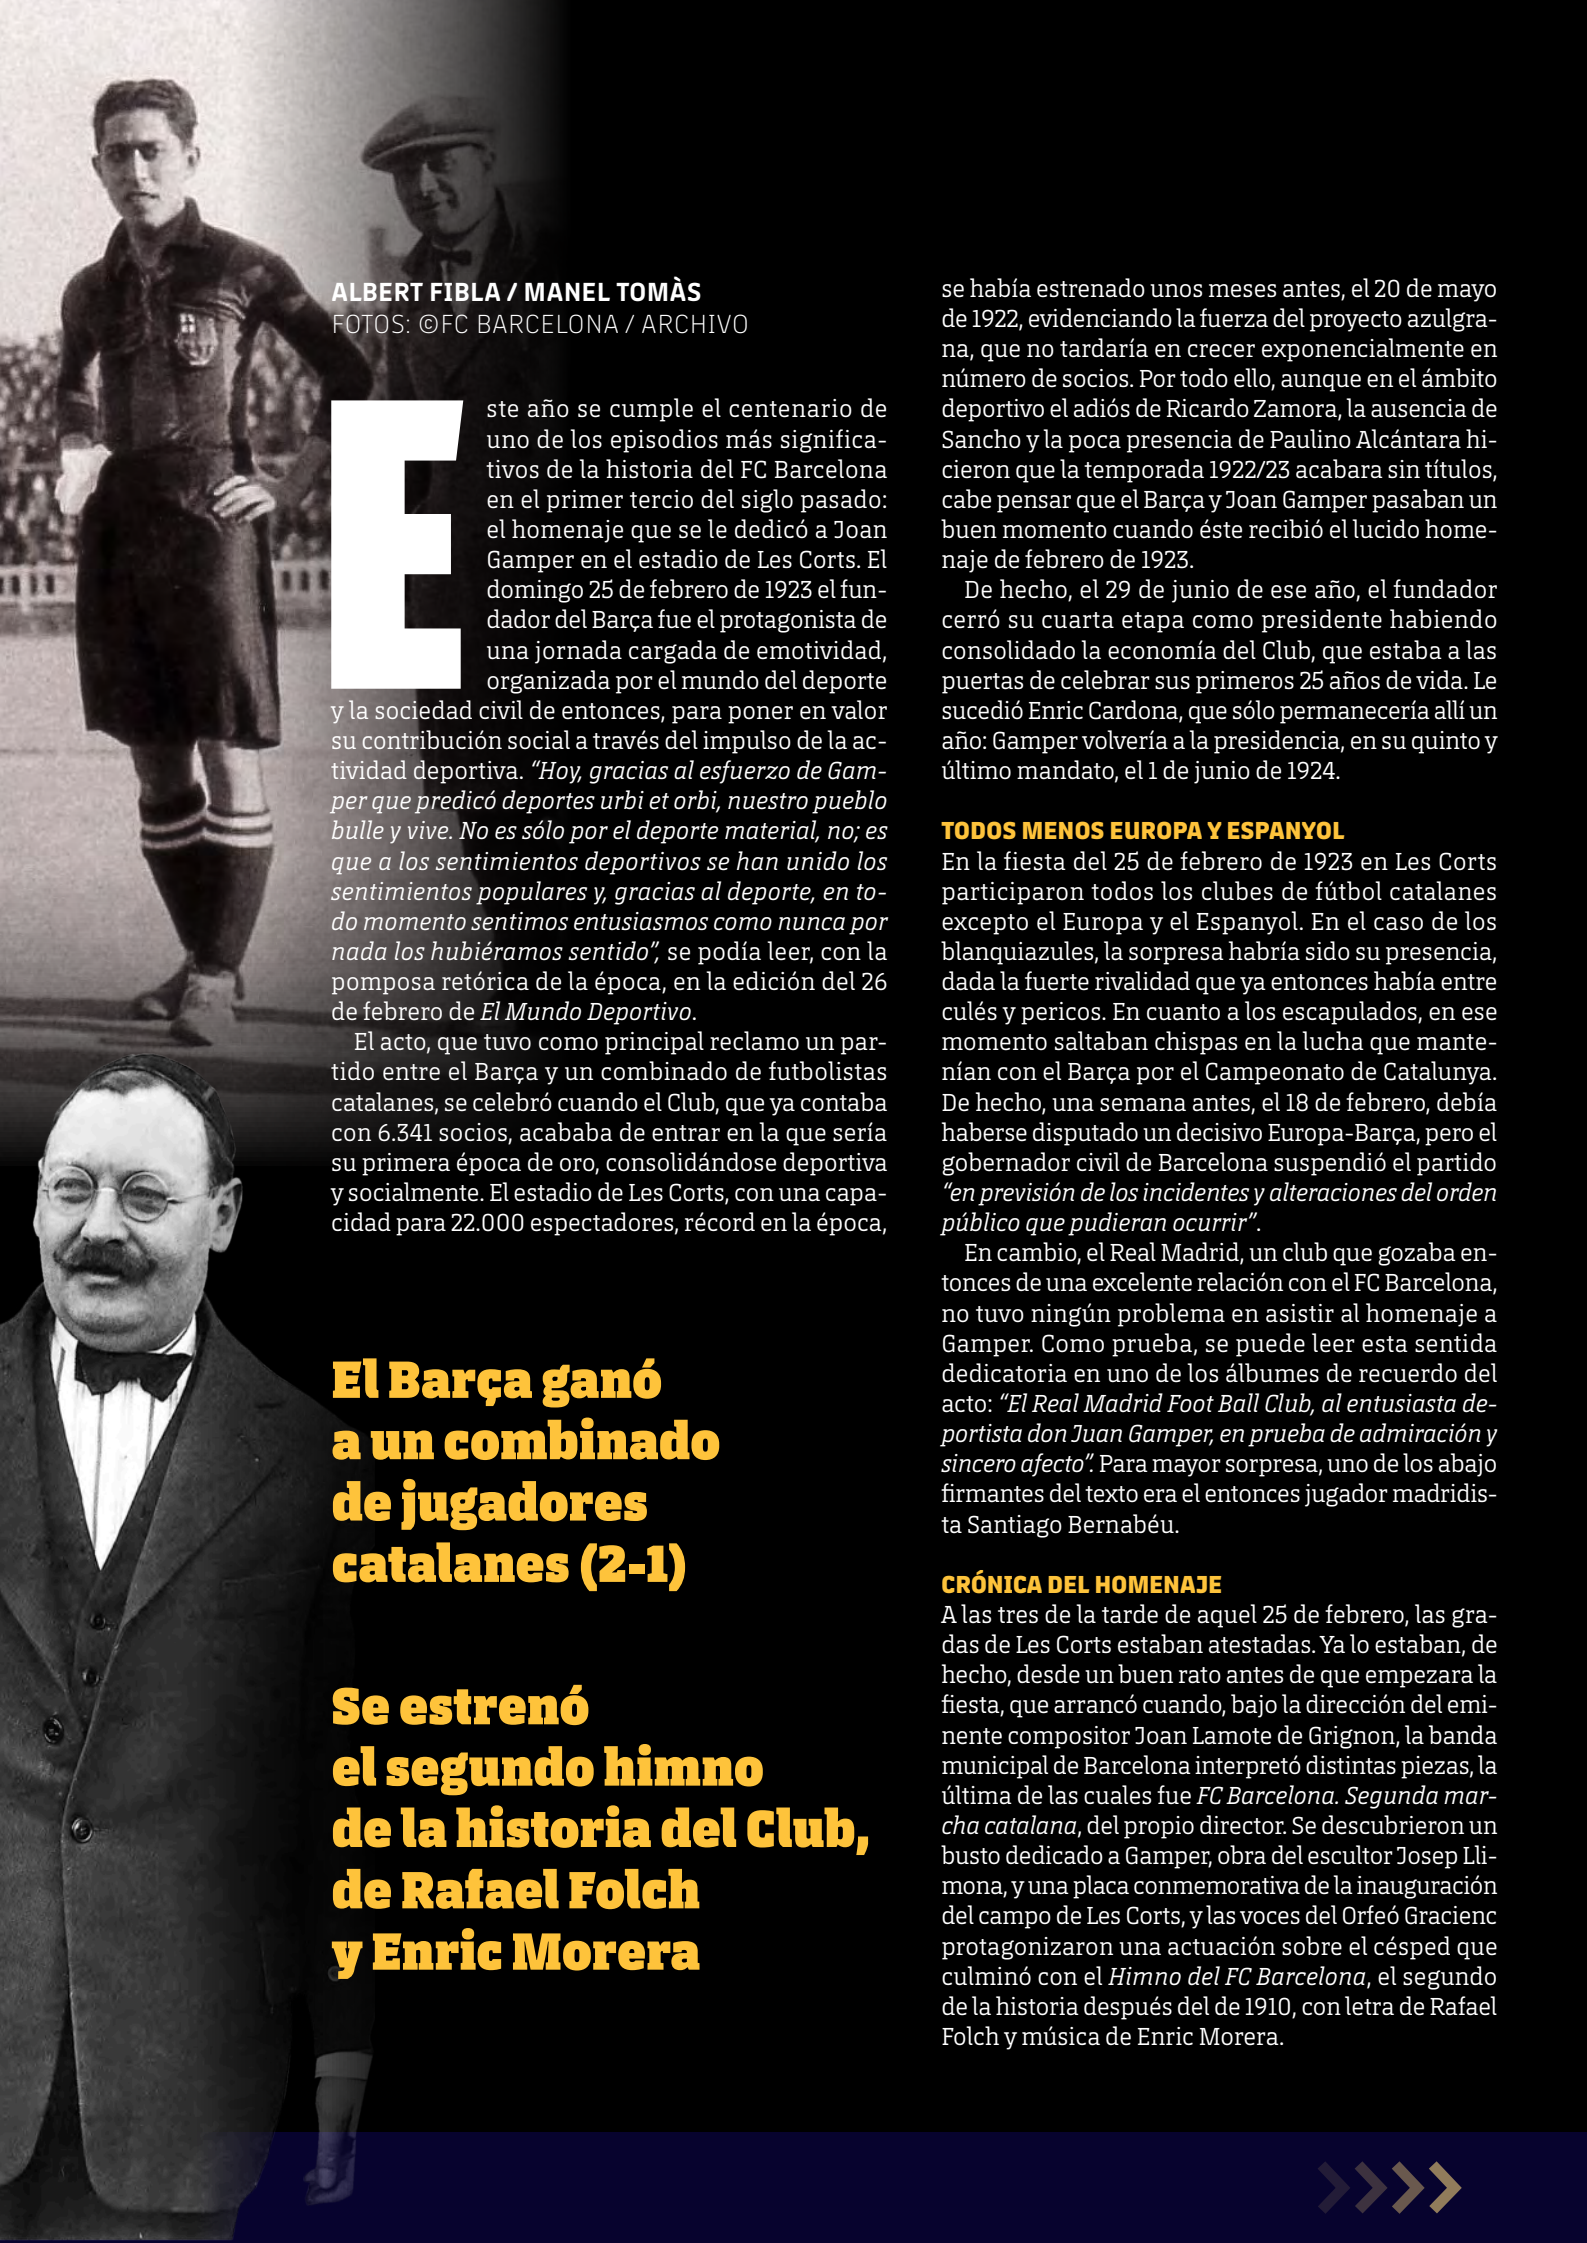 ALBERT FIBLA / MANEL TOMÀS
FOTOS: ©FC BARCELONA / ARCHIVO
Este año se cumple el centenario de
uno de los episodios más significa-
tivos de la historia del FC Barcelona
en el primer tercio del siglo pasado:
el homenaje que se le dedicó a Joan
Gamper en el estadio de Les Corts. El
domingo 25 de febrero de 1923 el fun-
dador del Barça fue el protagonista de
una jornada cargada de emotividad,
organizada por el mundo del deporte
y la sociedad civil de entonces, para poner en valor
su contribución social a través del impulso de la ac-
tividad deportiva. “Hoy, gracias al esfuerzo de Gam-
per que predicó deportes urbi et orbi, nuestro pueblo
bulle y vive. No es sólo por el deporte material, no; es
que a los sentimientos deportivos se han unido los
sentimientos populares y, gracias al deporte, en to-
do momento sentimos entusiasmos como nunca por
nada los hubiéramos sentido”, se podía leer, con la
pomposa retórica de la época, en la edición del 26
de febrero de El Mundo Deportivo.
El acto, que tuvo como principal reclamo un par-
tido entre el Barça y un combinado de futbolistas
catalanes, se celebró cuando el Club, que ya contaba
con 6.341 socios, acababa de entrar en la que sería
su primera época de oro, consolidándose deportiva
y socialmente. El estadio de Les Corts, con una capa-
cidad para 22.000 espectadores, récord en la época,
El Barça ganó
a un combinado
de jugadores
catalanes (2-1)
Se estrenó
el segundo himno
de la historia del Club,
de Rafael Folch
y Enric Morera
se había estrenado unos meses antes, el 20 de mayo
de 1922, evidenciando la fuerza del proyecto azulgra-
na, que no tardaría en crecer exponencialmente en
número de socios. Por todo ello, aunque en el ámbito
deportivo el adiós de Ricardo Zamora, la ausencia de
Sancho y la poca presencia de Paulino Alcántara hi-
cieron que la temporada 1922/23 acabara sin títulos,
cabe pensar que el Barça y Joan Gamper pasaban un
buen momento cuando éste recibió el lucido home-
naje de febrero de 1923.
De hecho, el 29 de junio de ese año, el fundador
cerró su cuarta etapa como presidente habiendo
consolidado la economía del Club, que estaba a las
puertas de celebrar sus primeros 25 años de vida. Le
sucedió Enric Cardona, que sólo permanecería allí un
año: Gamper volvería a la presidencia, en su quinto y
último mandato, el 1 de junio de 1924.
TODOS MENOS EUROPA Y ESPANYOL
En la fiesta del 25 de febrero de 1923 en Les Corts
participaron todos los clubes de fútbol catalanes
excepto el Europa y el Espanyol. En el caso de los
blanquiazules, la sorpresa habría sido su presencia,
dada la fuerte rivalidad que ya entonces había entre
culés y pericos. En cuanto a los escapulados, en ese
momento saltaban chispas en la lucha que mante-
nían con el Barça por el Campeonato de Catalunya.
De hecho, una semana antes, el 18 de febrero, debía
haberse disputado un decisivo Europa-Barça, pero el
gobernador civil de Barcelona suspendió el partido
“en previsión de los incidentes y alteraciones del orden
público que pudieran ocurrir”.
En cambio, el Real Madrid, un club que gozaba en-
tonces de una excelente relación con el FC Barcelona,
no tuvo ningún problema en asistir al homenaje a
Gamper. Como prueba, se puede leer esta sentida
dedicatoria en uno de los álbumes de recuerdo del
acto: “El Real Madrid Foot Ball Club, al entusiasta de-
portista don Juan Gamper, en prueba de admiración y
sincero afecto”. Para mayor sorpresa, uno de los abajo
firmantes del texto era el entonces jugador madridis-
ta Santiago Bernabéu.
CRÓNICA DEL HOMENAJE
A las tres de la tarde de aquel 25 de febrero, las gra-
das de Les Corts estaban atestadas. Ya lo estaban, de
hecho, desde un buen rato antes de que empezara la
fiesta, que arrancó cuando, bajo la dirección del emi-
nente compositor Joan Lamote de Grignon, la banda
municipal de Barcelona interpretó distintas piezas, la
última de las cuales fue FC Barcelona. Segunda mar-
cha catalana, del propio director. Se descubrieron un
busto dedicado a Gamper, obra del escultor Josep Lli-
mona, y una placa conmemorativa de la inauguración
del campo de Les Corts, y las voces del Orfeó Gracienc
protagonizaron una actuación sobre el césped que
culminó con el Himno del FC Barcelona, el segundo
de la historia después del de 1910, con letra de Rafael
Folch y música de Enric Morera.